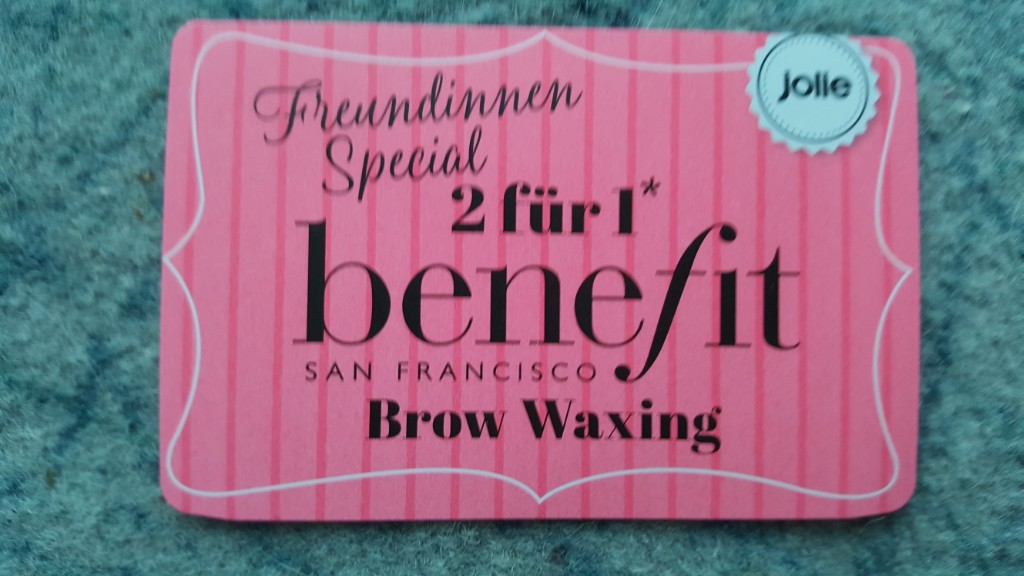 Freundinnen
Special
Jolie
2 für 1*
benefit
SAN FRANCISCO
Brow Waxing